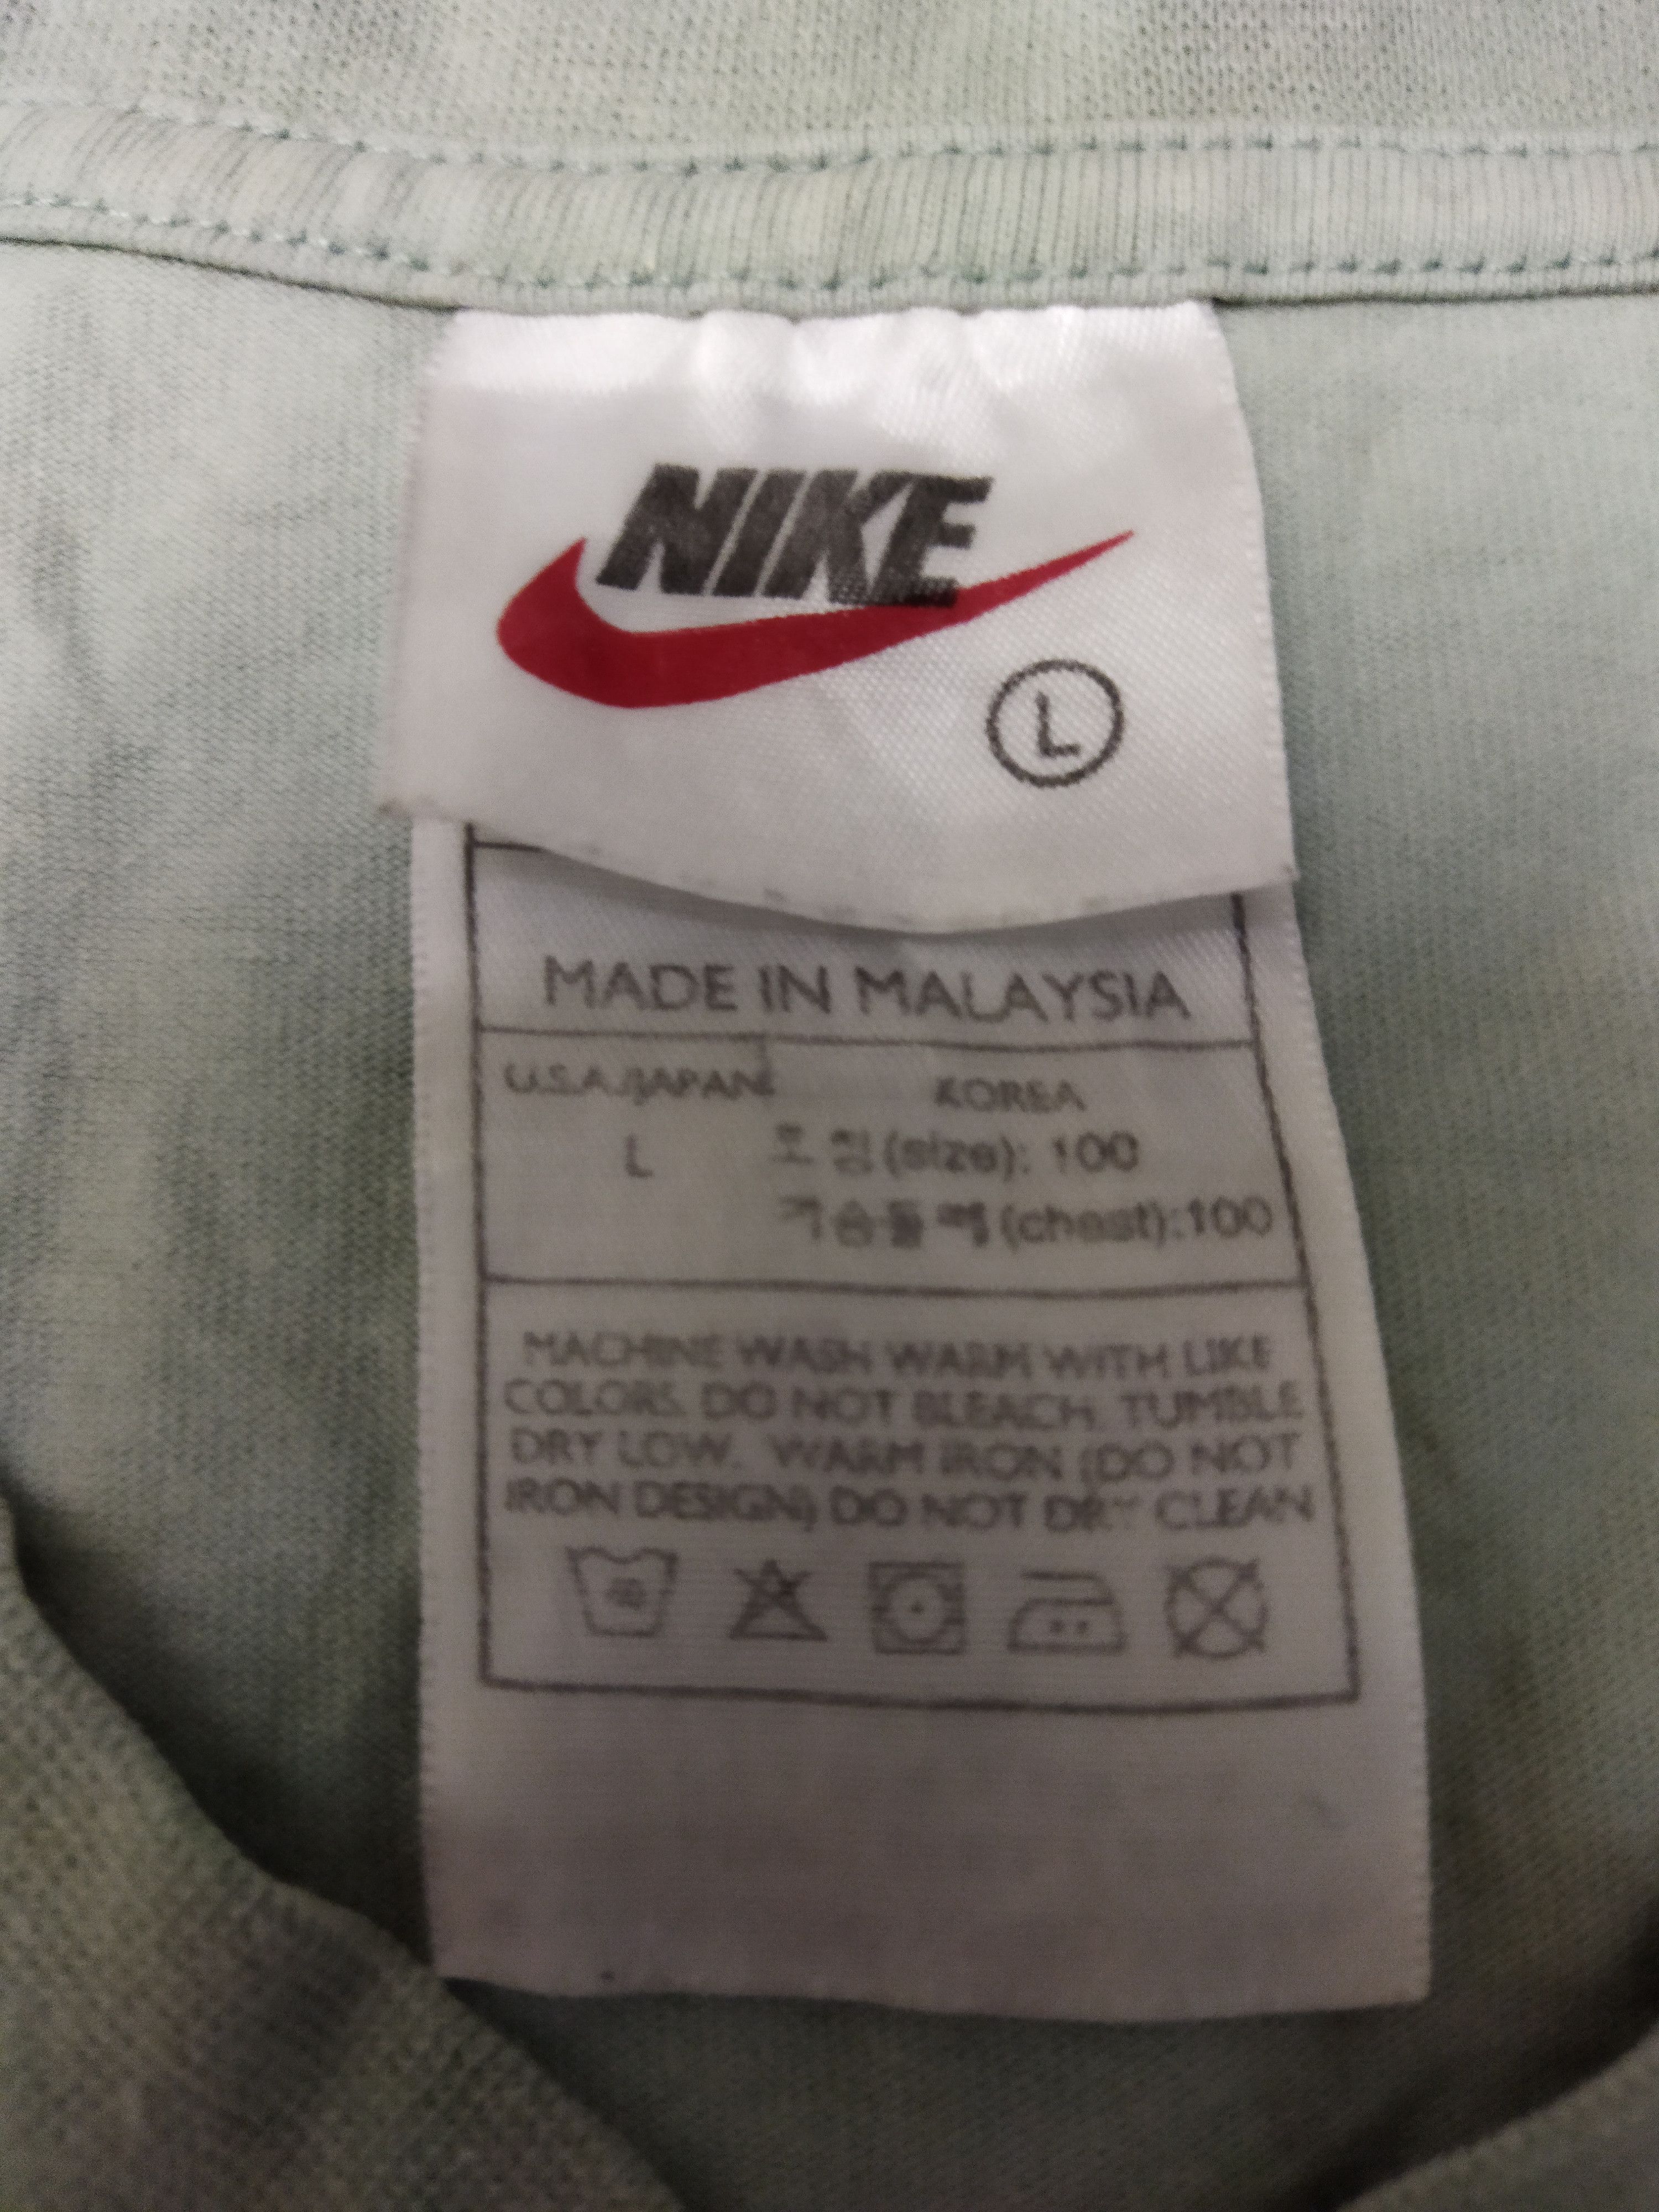 NIKE
L
MADE IN MALAYSIA
U.S.A./JAPAN KOREA
L 호칭(size): 100
가슴둘레(chest):100
MACHINE WASH WARM WITH LIKE
COLORS. DO NOT BLEACH. TUMBLE
DRY LOW. WARM IRON (DO NOT
IRON DESIGN) DO NOT DRY CLEAN